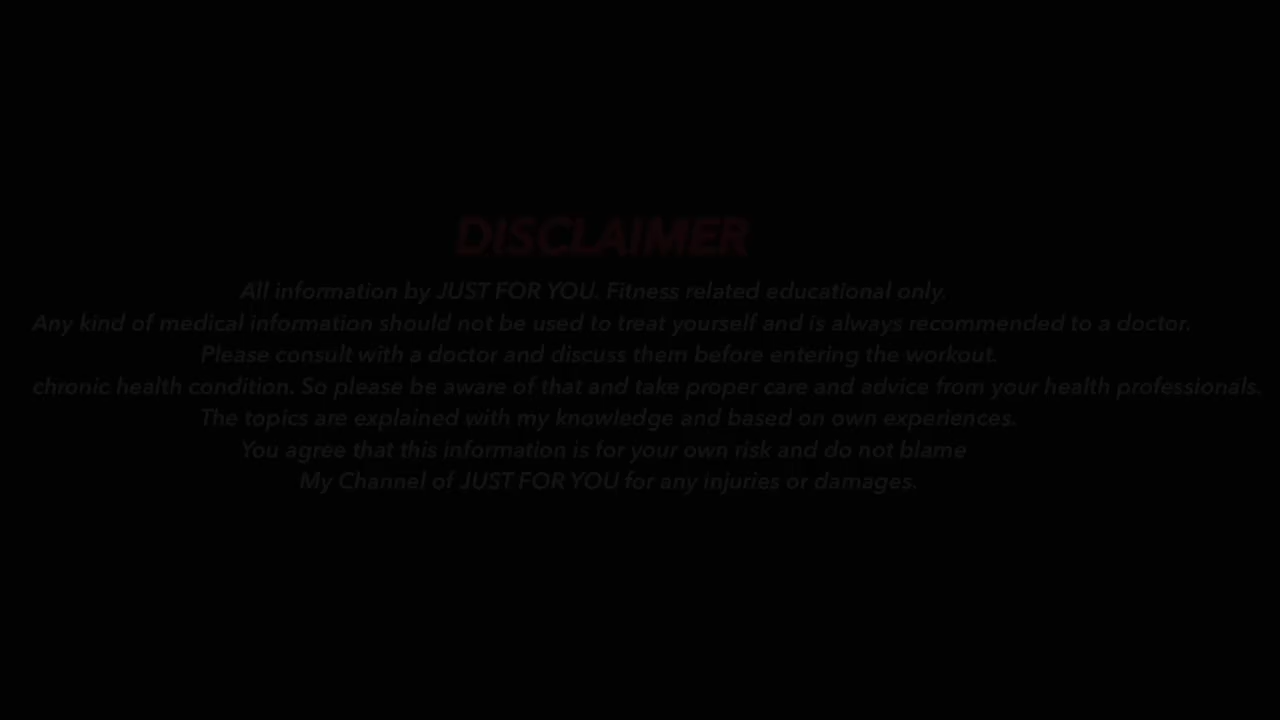 DISCLAIMER
All information by JUST FOR YOU. Fitness related educational only.
Any kind of medical information should not be used to treat yourself and is always recommended to a doctor.
Please consult with a doctor and discuss them before entering the workout.
chronic health condition. So please be aware of that and take proper care and advice from your health professionals.
The topics are explained with my knowledge and based on own experiences.
You agree that this information is for your own risk and do not blame
My Channel of JUST FOR YOU for any injuries or damages.